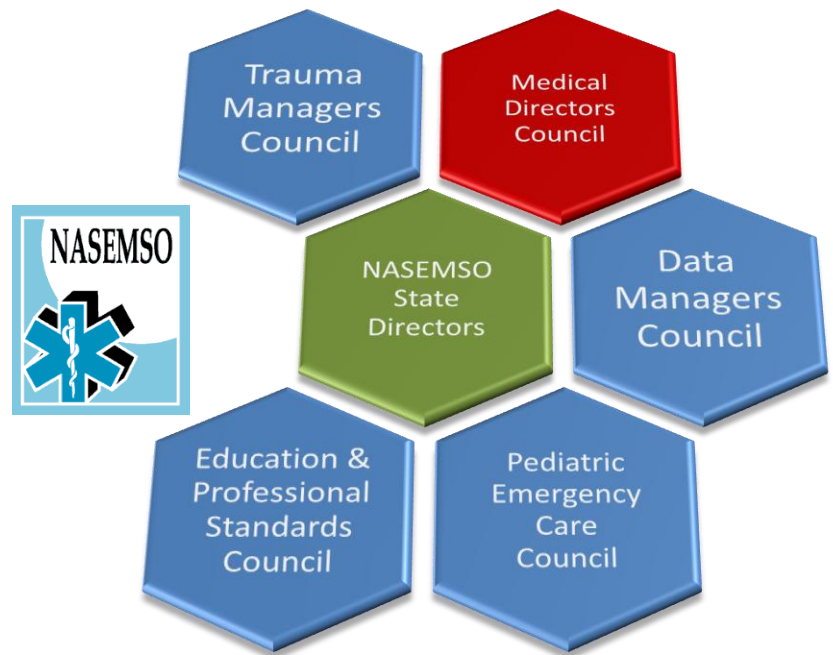 Trauma
Managers
Council
Medical
Directors
Council
NASEMSO
NASEMSO
State
Directors
Data
Managers
Council
Education &
Professional
Standards
Council
Pediatric
Emergency
Care
Council